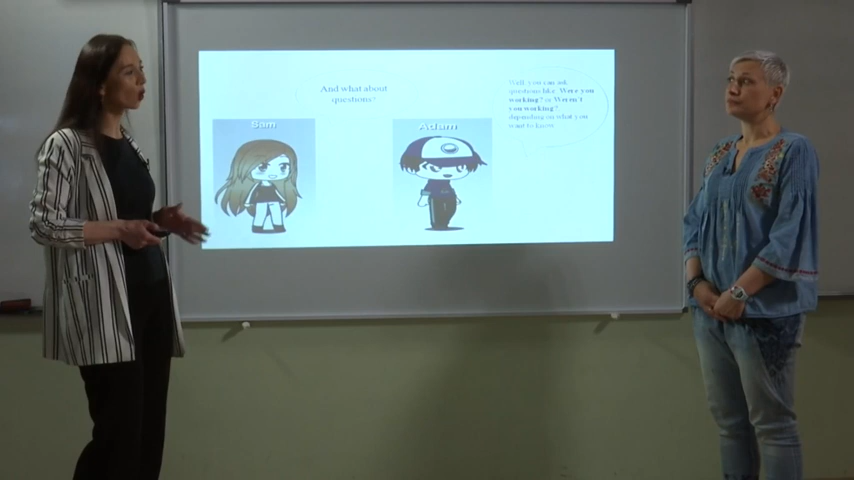 And what about
questions?
Well, you can ask
questions like: Were you
working? or Weren't
you working?
depending on what you
want to know.
Sam
Adam